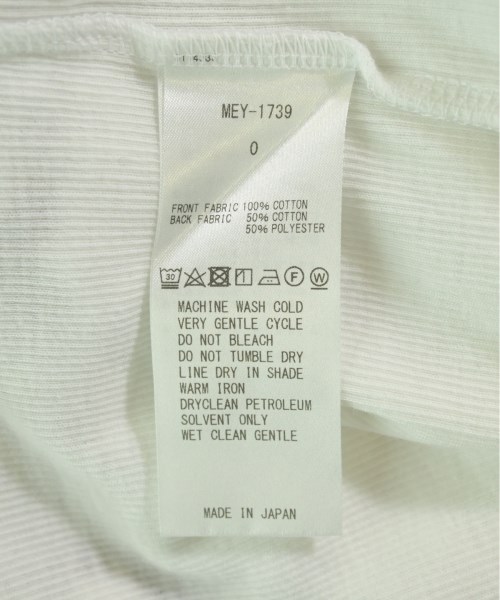 MEY-1739
0
FRONT FABRIC 100% COTTON
BACK FABRIC 50% COTTON
50% POLYESTER
30 F W
MACHINE WASH COLD
VERY GENTLE CYCLE
DO NOT BLEACH
DO NOT TUMBLE DRY
LINE DRY IN SHADE
WARM IRON
DRYCLEAN PETROLEUM
SOLVENT ONLY
WET CLEAN GENTLE
MADE IN JAPAN